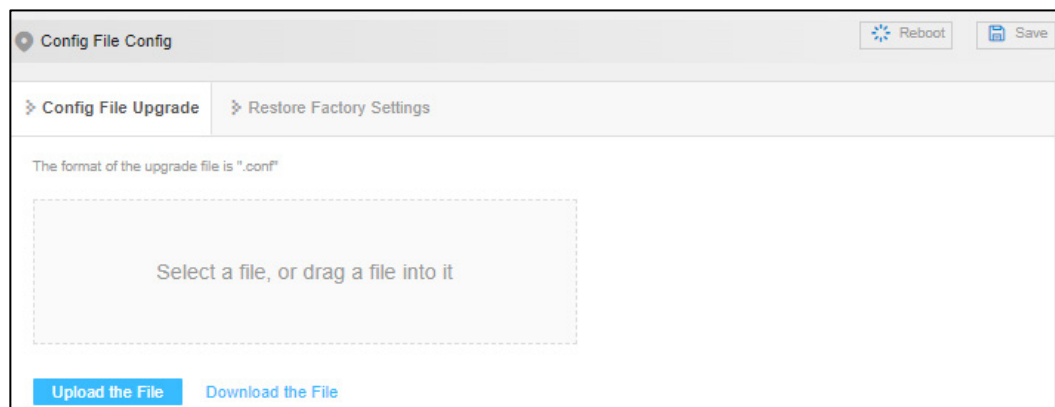 Config File Config
Reboot
Save
Config File Upgrade
Restore Factory Settings
The format of the upgrade file is ".conf"
Select a file, or drag a file into it
Upload the File
Download the File